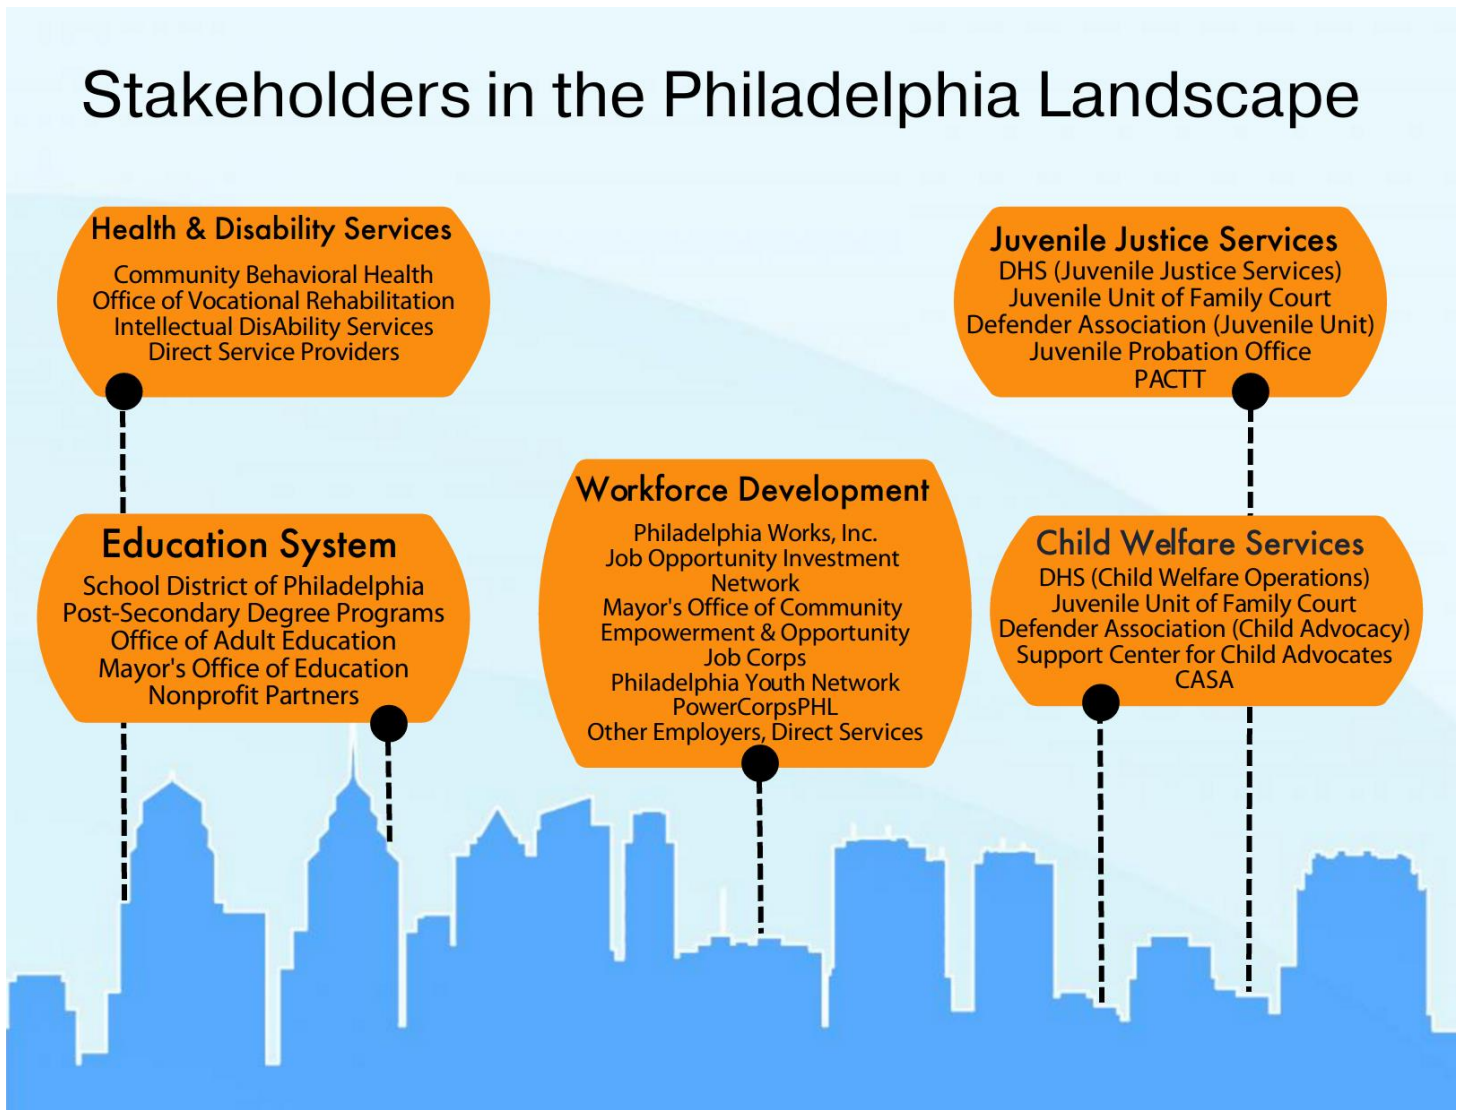 Stakeholders in the Philadelphia Landscape
Health & Disability Services
Community Behavioral Health
Office of Vocational Rehabilitation
Intellectual DisAbility Services
Direct Service Providers
Juvenile Justice Services
DHS (Juvenile Justice Services)
Juvenile Unit of Family Court
Defender Association (Juvenile Unit)
Juvenile Probation Office
PACTT
Education System
School District of Philadelphia
Post-Secondary Degree Programs
Office of Adult Education
Mayor's Office of Education
Nonprofit Partners
Workforce Development
Philadelphia Works, Inc.
Job Opportunity Investment
Network
Mayor's Office of Community
Empowerment & Opportunity
Job Corps
Philadelphia Youth Network
PowerCorpsPHL
Other Employers, Direct Services
Child Welfare Services
DHS (Child Welfare Operations)
Juvenile Unit of Family Court
Defender Association (Child Advocacy)
Support Center for Child Advocates
CASA